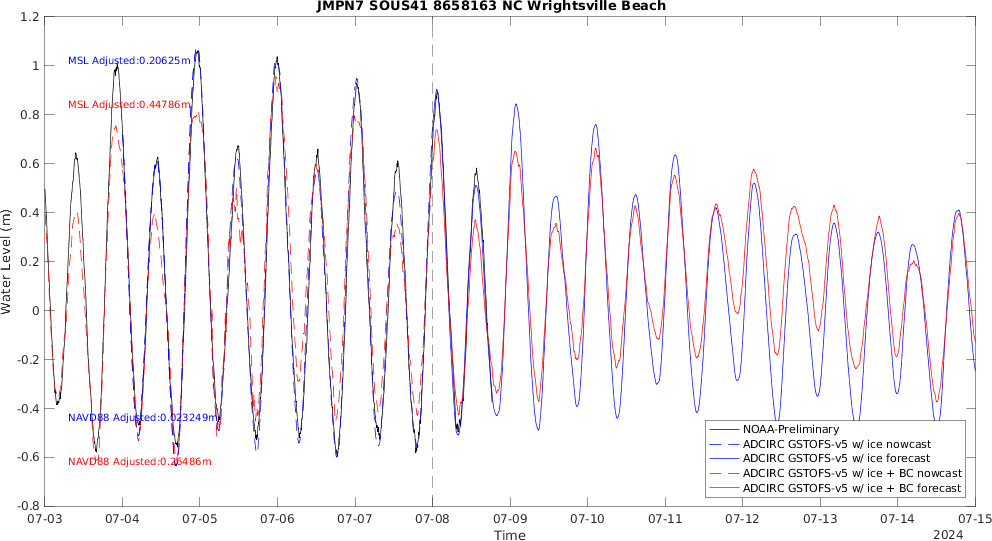 JMPN7 SOUS41 8658163 NC Wrightsville Beach
1.2
1
0.8
0.6
0.4
0.2
0
-0.2
-0.4
-0.6
-0.8
Water Level (m)
MSL Adjusted:0.20625m
MSL Adjusted:0.44786m
NAVD88 Adjusted:0.023249m
NAVD88 Adjusted:0.26486m
NOAA-Preliminary
ADCIRC GSTOFS-v5 w/ ice nowcast
ADCIRC GSTOFS-v5 w/ ice forecast
ADCIRC GSTOFS-v5 w/ ice + BC nowcast
ADCIRC GSTOFS-v5 w/ ice + BC forecast
07-03 07-04 07-05 07-06 07-07 07-08 07-09 07-10 07-11 07-12 07-13 07-14 07-15
Time
2024